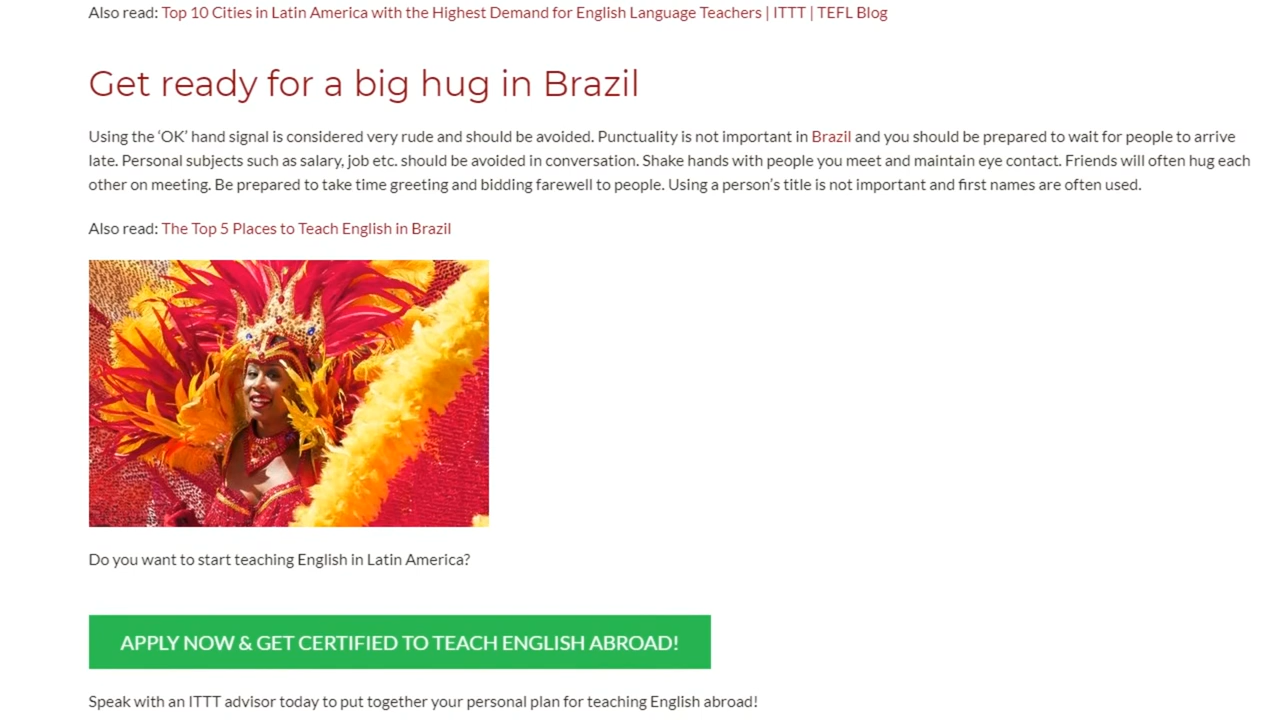 Also read: Top 10 Cities in Latin America with the Highest Demand for English Language Teachers | ITTT | TEFL Blog
Get ready for a big hug in Brazil
Using the ‘OK’ hand signal is considered very rude and should be avoided. Punctuality is not important in Brazil and you should be prepared to wait for people to arrive
late. Personal subjects such as salary, job etc. should be avoided in conversation. Shake hands with people you meet and maintain eye contact. Friends will often hug each
other on meeting. Be prepared to take time greeting and bidding farewell to people. Using a person’s title is not important and first names are often used.
Also read: The Top 5 Places to Teach English in Brazil
Do you want to start teaching English in Latin America?
APPLY NOW & GET CERTIFIED TO TEACH ENGLISH ABROAD!
Speak with an ITTT advisor today to put together your personal plan for teaching English abroad!